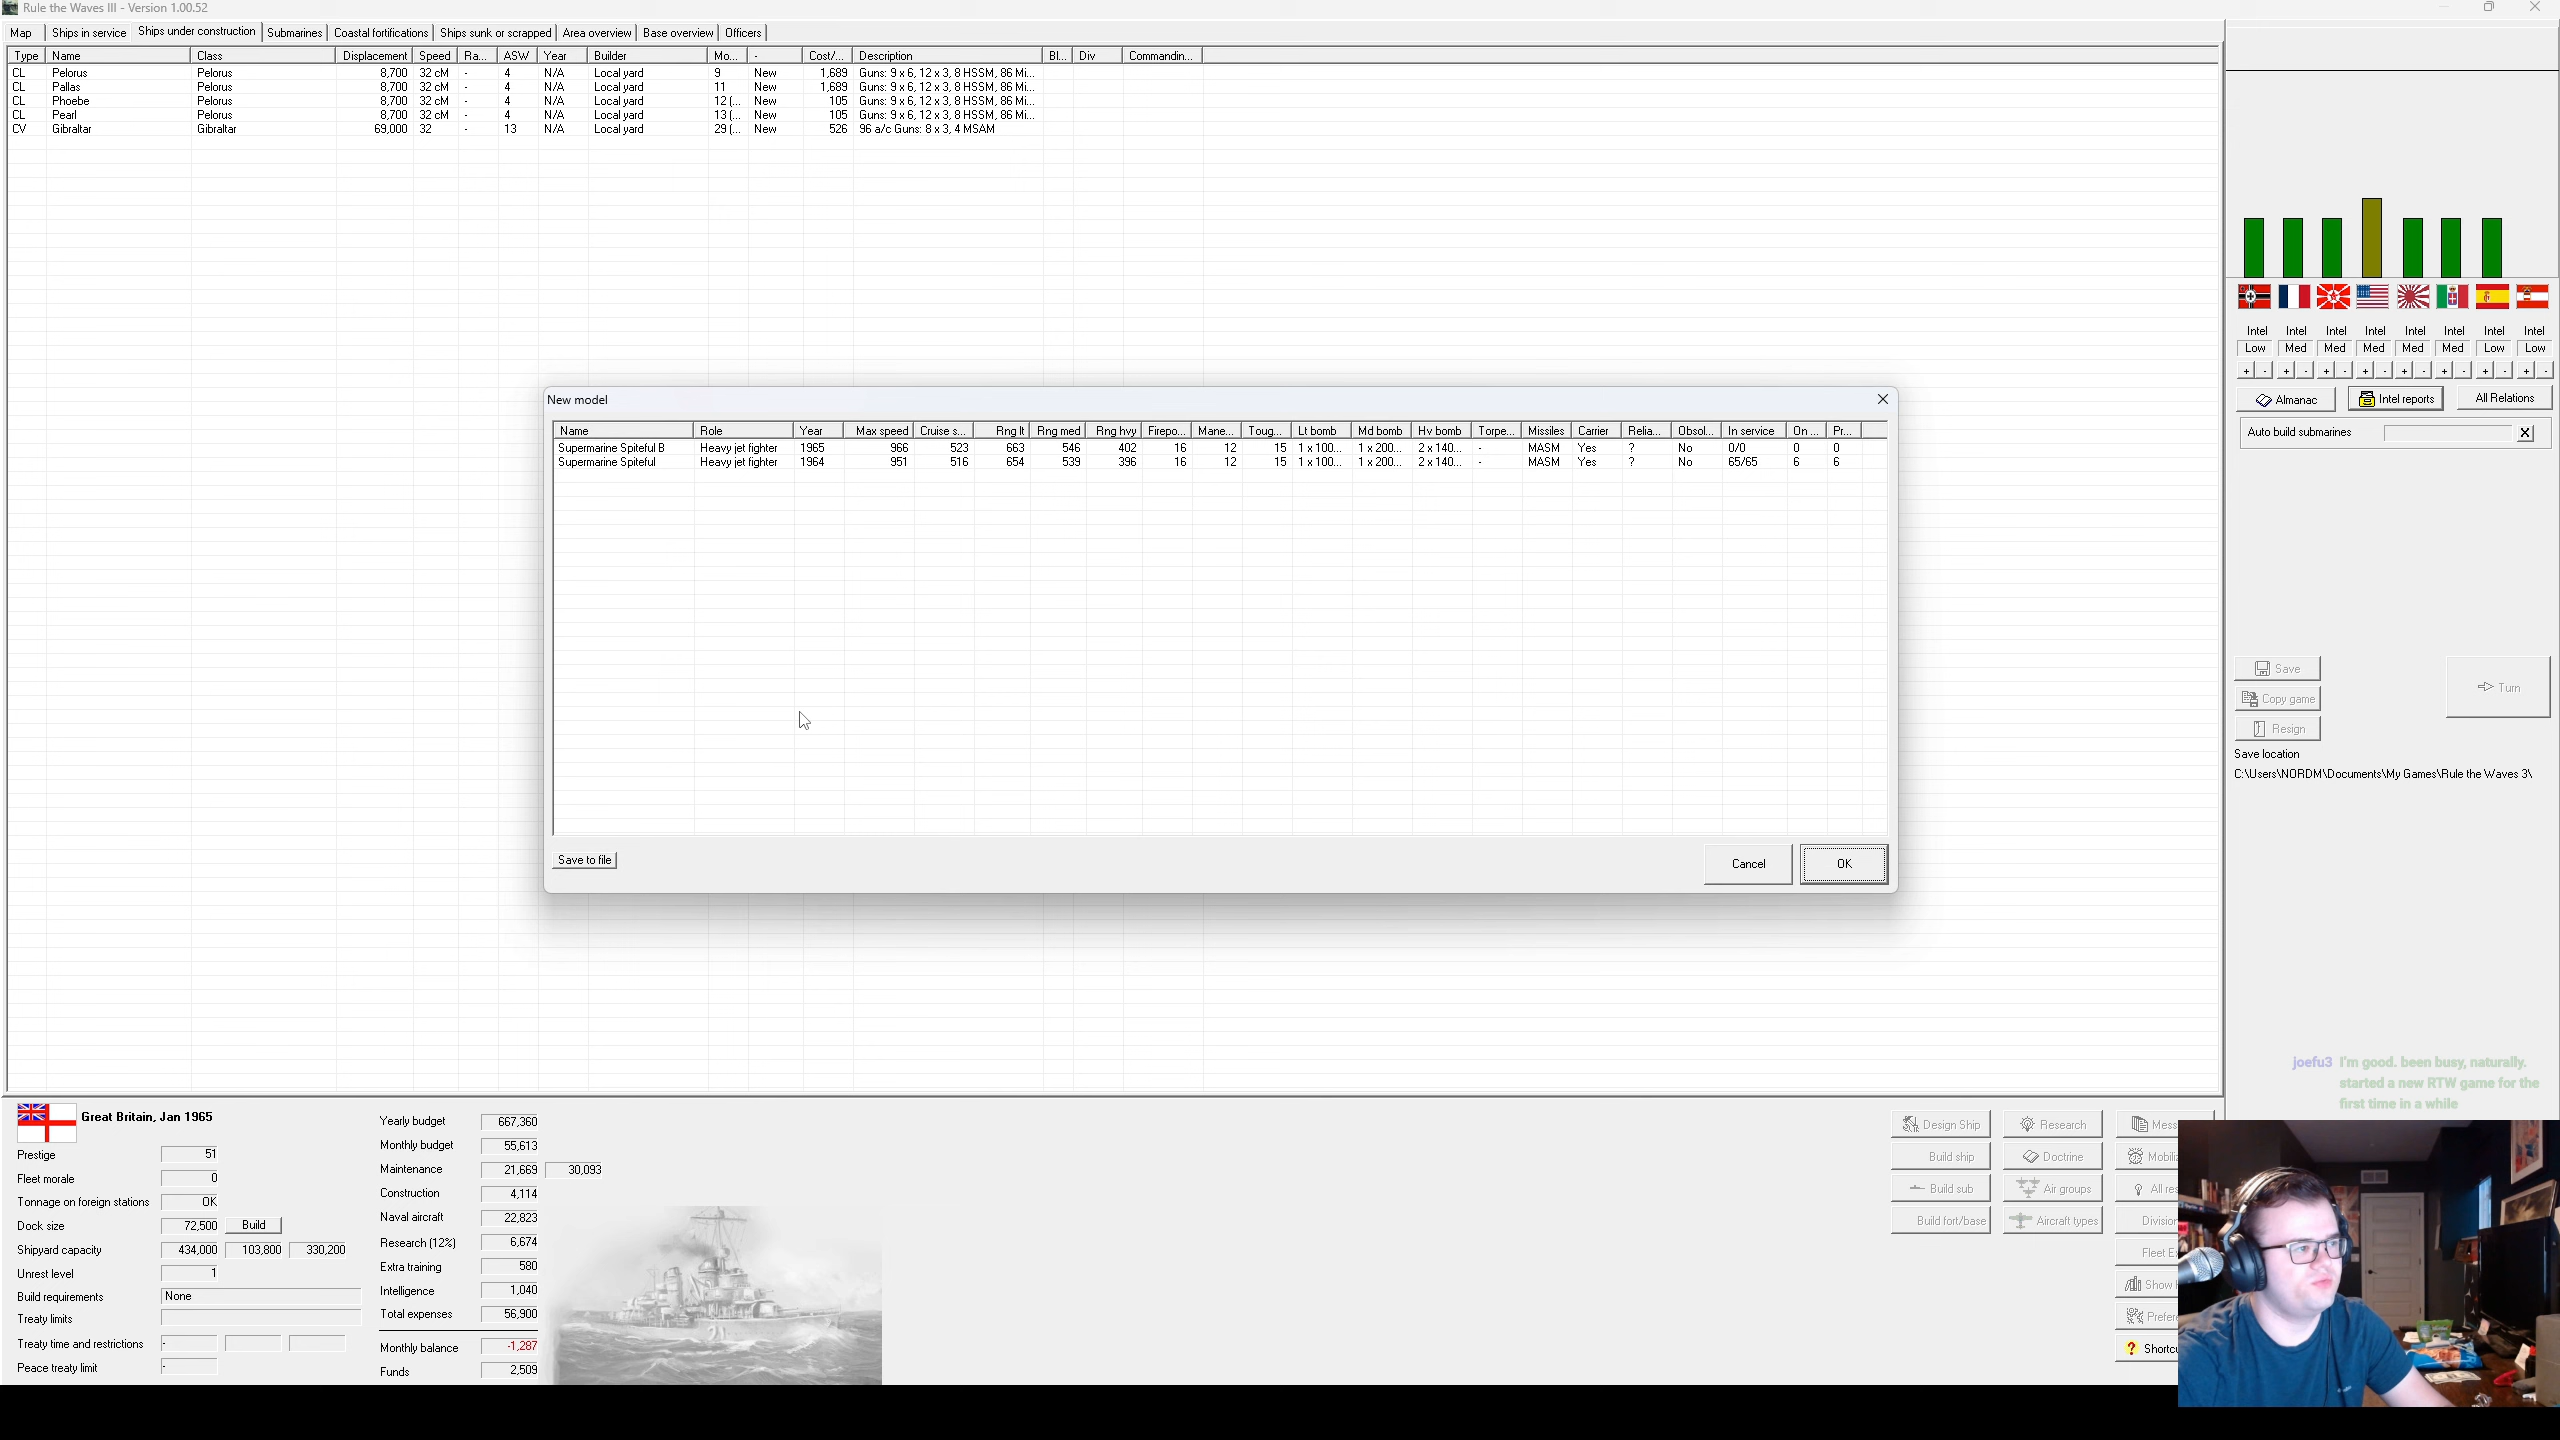 Rule the Waves III - Version 1.00.52
Map Ships in service Ships under construction Submarines Coastal fortifications Ships sunk or scrapped Area overview Base overview Officers
Type Name Class Displacement Speed Ra... ASW Year Builder Mo... - Cost/... Description Bl... Div Commandin...
CL Pelorus Pelorus 8,700 32 cM - 4 N/A Local yard 9 New 1,689 Guns: 9 x 6, 12 x 3, 8 HSSM, 86 Mi...
CL Pallas Pelorus 8,700 32 cM - 4 N/A Local yard 11 New 1,689 Guns: 9 x 6, 12 x 3, 8 HSSM, 86 Mi...
CL Phoebe Pelorus 8,700 32 cM - 4 N/A Local yard 12 (... New 105 Guns: 9 x 6, 12 x 3, 8 HSSM, 86 Mi...
CL Pearl Pelorus 8,700 32 cM - 4 N/A Local yard 13 (... New 105 Guns: 9 x 6, 12 x 3, 8 HSSM, 86 Mi...
CV Gibraltar Gibraltar 69,000 32 - 13 N/A Local yard 29 (... New 526 96 a/c Guns: 8 x 3, 4 MSAM
New model
Name Role Year Max speed Cruise s... Rng lt Rng med Rng hvy Firepo... Mane... Toug... Lt bomb Md bomb Hv bomb Torpe... Missiles Carrier Relia... Obsol... In service On ... Pr...
Supermarine Spiteful B Heavy jet fighter 1965 966 523 663 546 402 16 12 15 1 x 100... 1 x 200... 2 x 140... - MASM Yes ? No 0/0 0 0
Supermarine Spiteful Heavy jet fighter 1964 951 516 654 539 396 16 12 15 1 x 100... 1 x 200... 2 x 140... - MASM Yes ? No 65/65 6 6
Save to file Cancel OK
Intel Intel Intel Intel Intel Intel Intel Intel
Low Med Med Med Med Med Low Low
+ - + - + - + - + - + - + - + -
Almanac Intel reports All Relations
Auto build submarines X
Save
Turn
Copy game
Resign
Save location
C:\Users\NORDM\Documents\My Games\Rule the Waves 3\
joefu3 I'm good. been busy, naturally.
started a new RTW game for the
first time in a while
Great Britain, Jan 1965
Prestige 51
Fleet morale 0
Tonnage on foreign stations OK
Dock size 72,500 Build
Shipyard capacity 434,000 103,800 330,200
Unrest level 1
Build requirements None
Treaty limits
Treaty time and restrictions -
Peace treaty limit -
Yearly budget 667,360
Monthly budget 55,613
Maintenance 21,669 30,093
Construction 4,114
Naval aircraft 22,823
Research (12%) 6,674
Extra training 580
Intelligence 1,040
Total expenses 56,900
Monthly balance -1,287
Funds 2,509
Design Ship Research Mess
Build ship Doctrine Mobiliz
Build sub Air groups All res
Build fort/base Aircraft types Division
Fleet E
Show
Prefere
? Shortcu